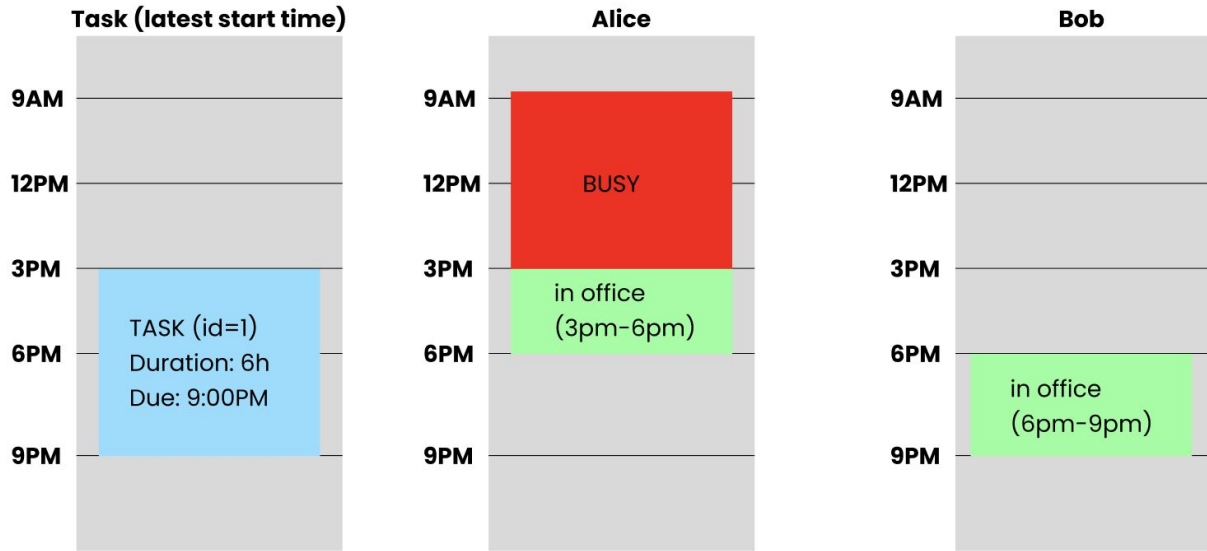 Task (latest start time)
9AM
12PM
3PM
6PM
9PM
TASK (id=1)
Duration: 6h
Due: 9:00PM
Alice
9AM
12PM
3PM
6PM
9PM
BUSY
in office
(3pm-6pm)
Bob
9AM
12PM
3PM
6PM
9PM
in office
(6pm-9pm)